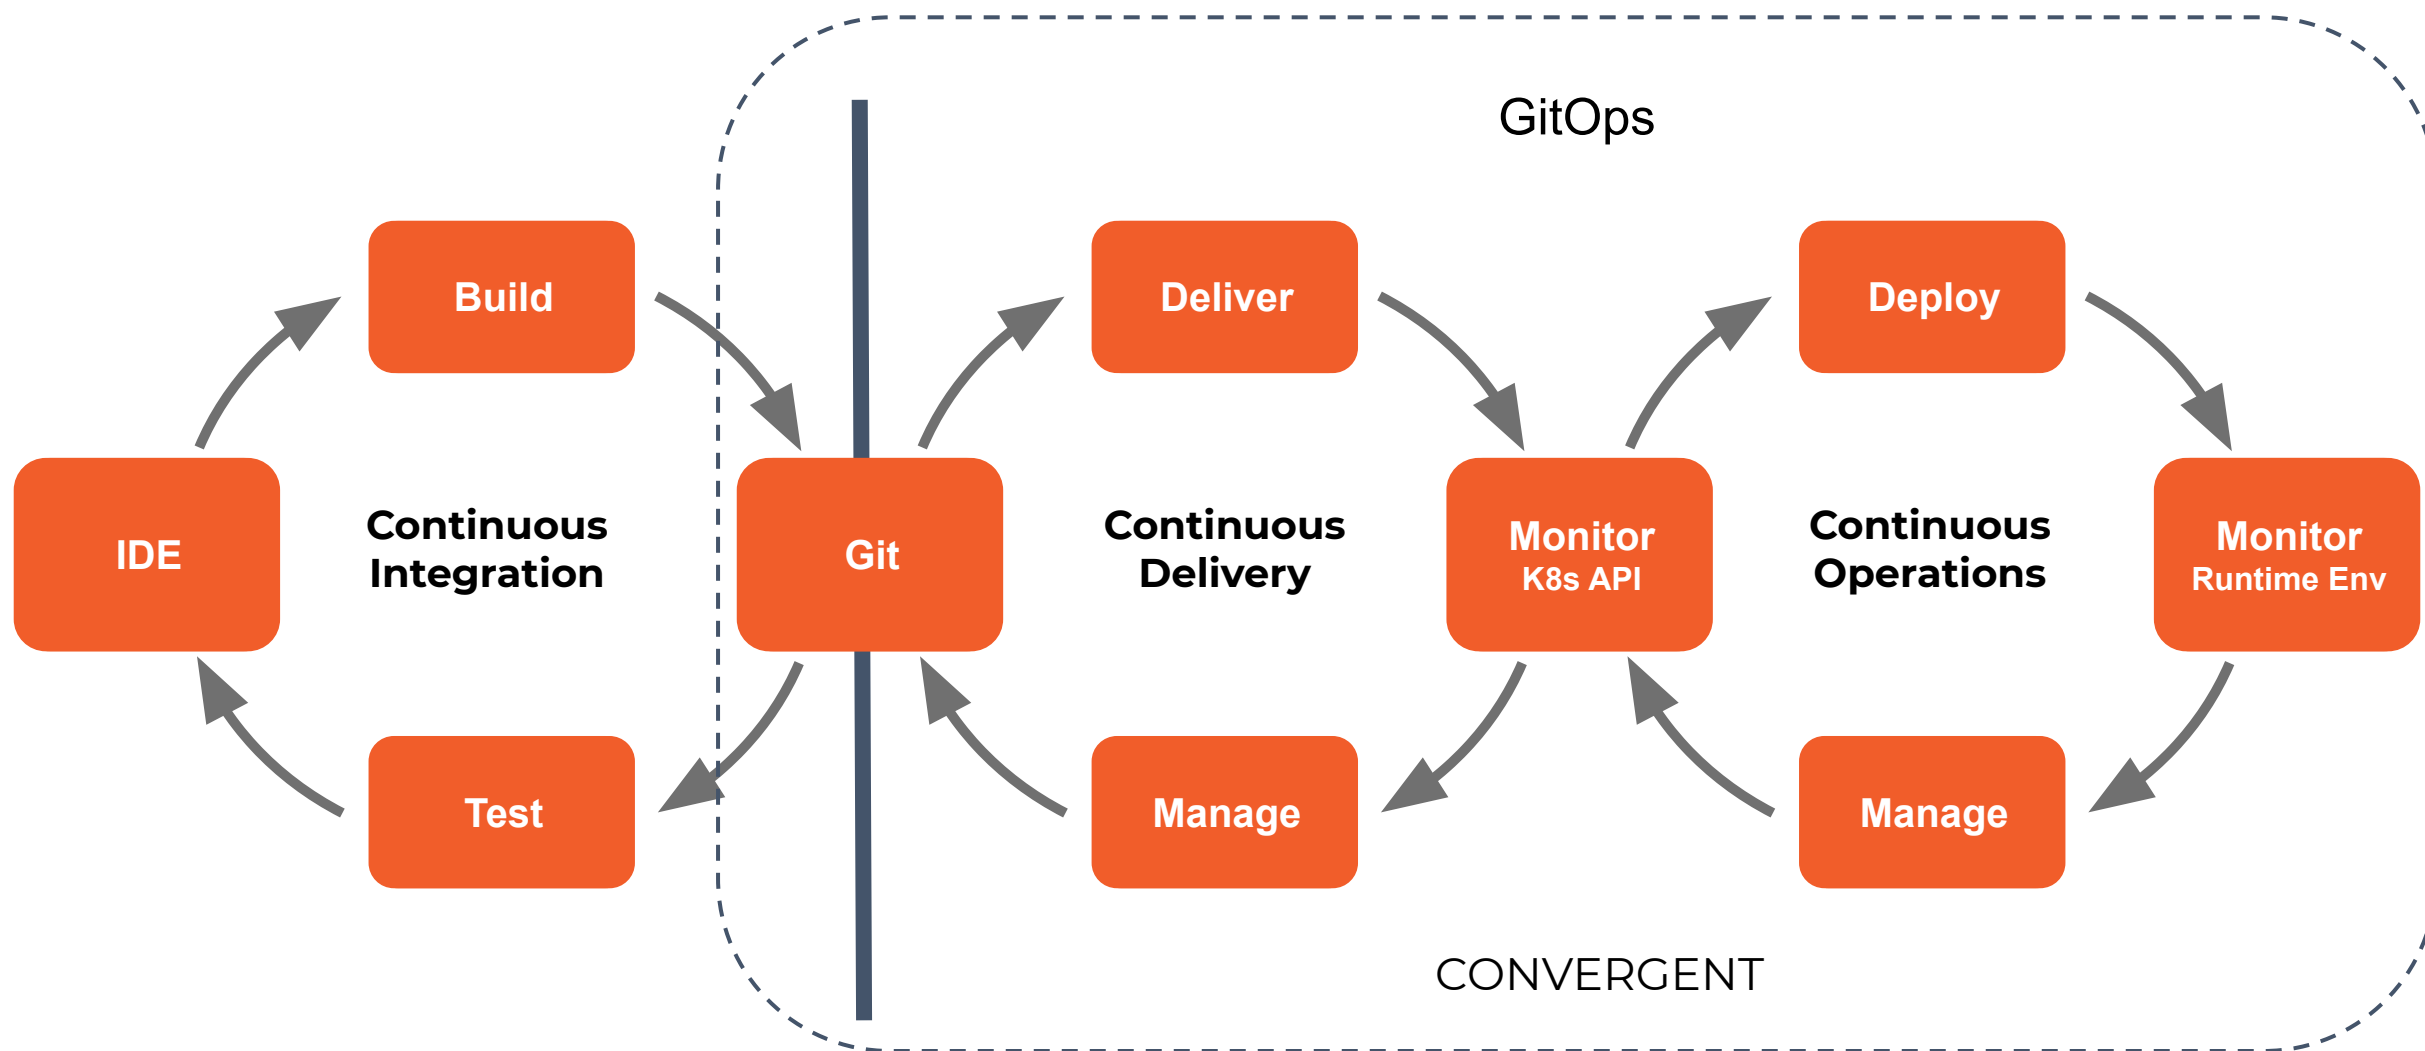 GitOps
Build
Deliver
Deploy
IDE
Continuous
Integration
Git
Continuous
Delivery
Monitor
K8s API
Continuous
Operations
Monitor
Runtime Env
Test
Manage
Manage
CONVERGENT